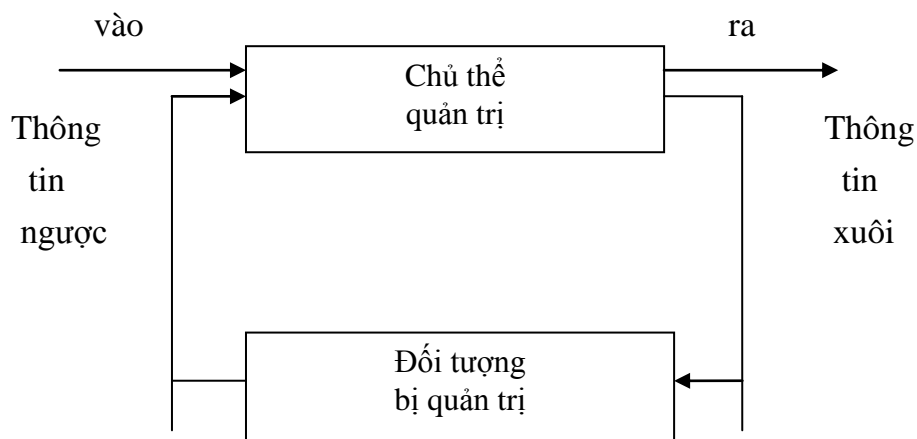 vào
ra
Chủ thể
quản trị
Thông
tin
ngược
Thông
tin
xuôi
Đối tượng
bị quản trị